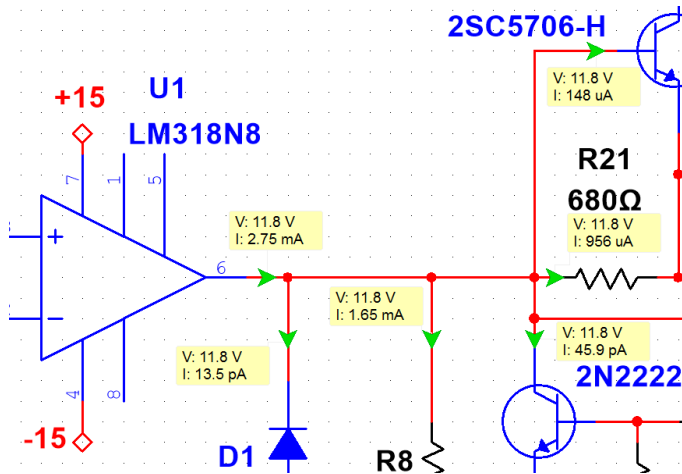 2SC5706-H
V: 11.8 V
I: 148 uA
U1
+15
LM318N8
7
1
5
R21
680Ω
V: 11.8 V
I: 956 uA
V: 11.8 V
I: 2.75 mA
+
6
V: 11.8 V
I: 1.65 mA
V: 11.8 V
I: 13.5 pA
V: 11.8 V
I: 45.9 pA
4
8
2N2222
-15
D1
R8